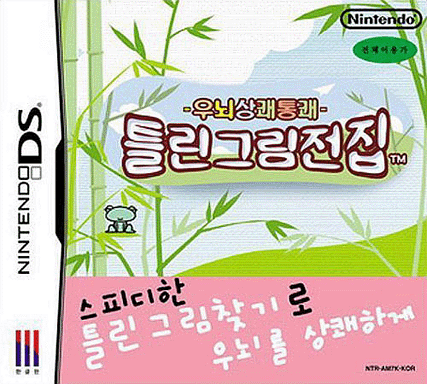 Nintendo
전체이용가
-우뇌상쾌통쾌-
틀린그림전집™
NINTENDO DS
스피디한
틀린그림찾기로
우뇌를 상쾌하게
한글판
NTR-AM7K-KOR